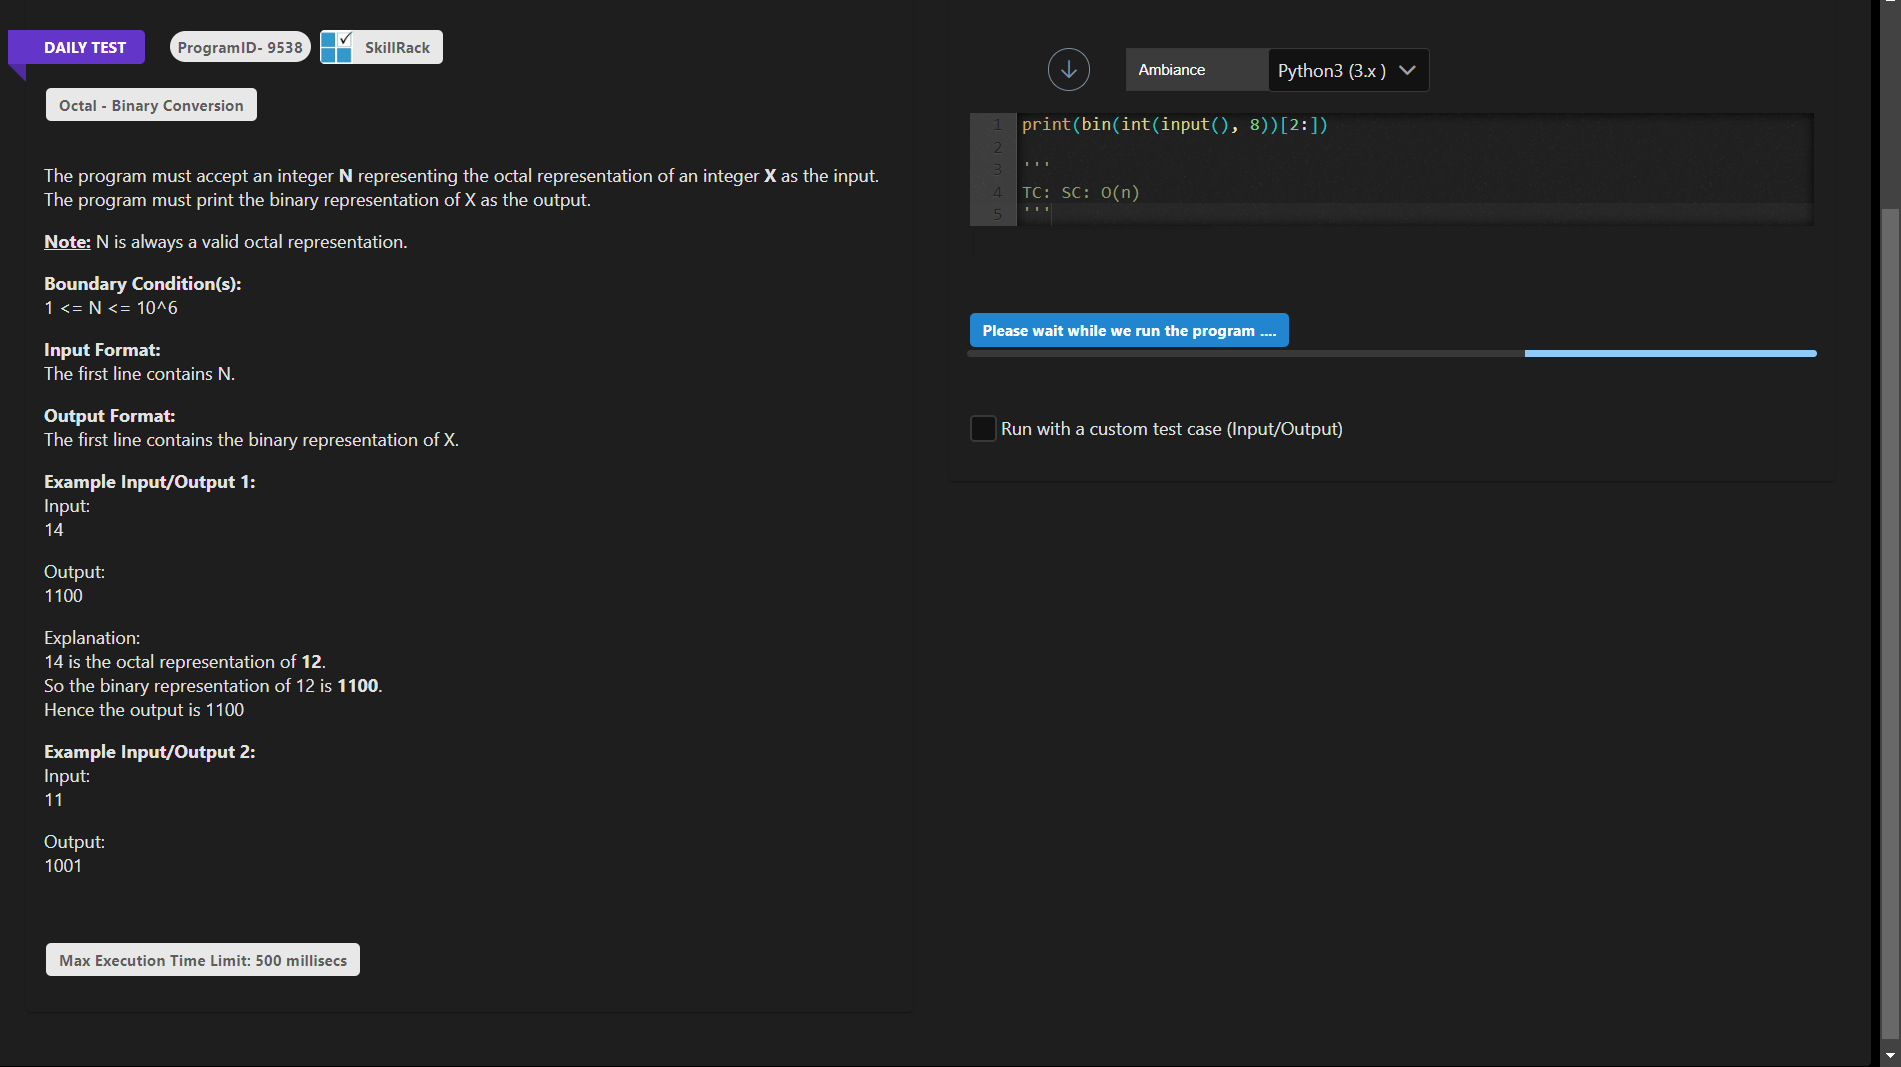 DAILY TEST
ProgramID- 9538
SkillRack
Octal - Binary Conversion
The program must accept an integer N representing the octal representation of an integer X as the input.
The program must print the binary representation of X as the output.
Note: N is always a valid octal representation.
Boundary Condition(s):
1 <= N <= 10^6
Input Format:
The first line contains N.
Output Format:
The first line contains the binary representation of X.
Example Input/Output 1:
Input:
14
Output:
1100
Explanation:
14 is the octal representation of 12.
So the binary representation of 12 is 1100.
Hence the output is 1100
Example Input/Output 2:
Input:
11
Output:
1001
Max Execution Time Limit: 500 millisecs
Ambiance
Python3 (3.x )
1 print(bin(int(input(), 8))[2:])
2
3 '''
4 TC: SC: O(n)
5 '''
Please wait while we run the program ....
Run with a custom test case (Input/Output)